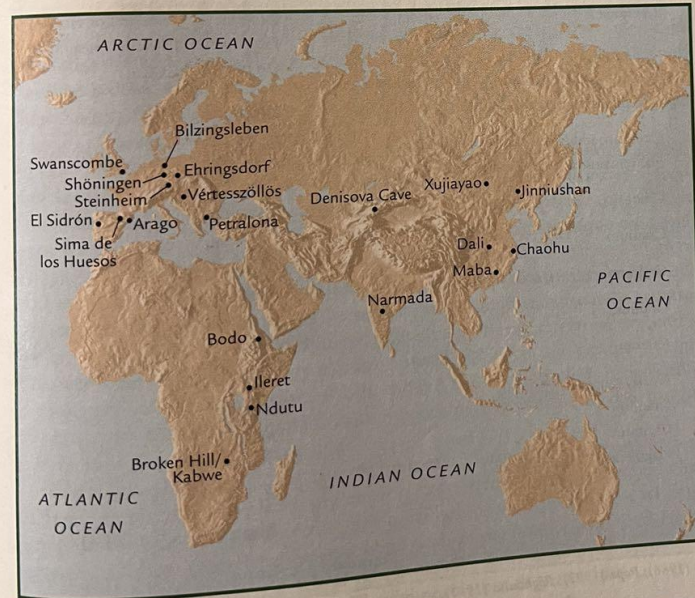 ARCTIC OCEAN
Bilzingsleben
Swanscombe
Ehringsdorf
Shöningen
Steinheim
Vértesszöllös
Denisova Cave
Xujiayao
Jinniushan
El Sidrón
Arago
Petralona
Sima de
los Huesos
Dali
Chaohu
Maba
PACIFIC
OCEAN
Narmada
Bodo
Ileret
Ndutu
Broken Hill/
Kabwe
INDIAN OCEAN
ATLANTIC
OCEAN